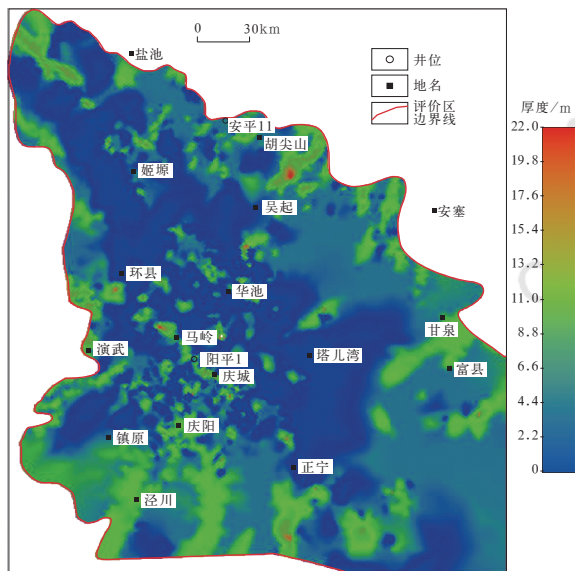 盐池
0 30km
井位
地名
评价区
边界线
厚度/m
安平11
胡尖山
22.0
19.8
17.6
15.4
13.2
11.0
8.8
6.6
4.4
2.2
0
姬塬
吴起
安塞
环县
华池
甘泉
马岭
演武
阳平1
塔儿湾
富县
庆城
庆阳
镇原
正宁
泾川